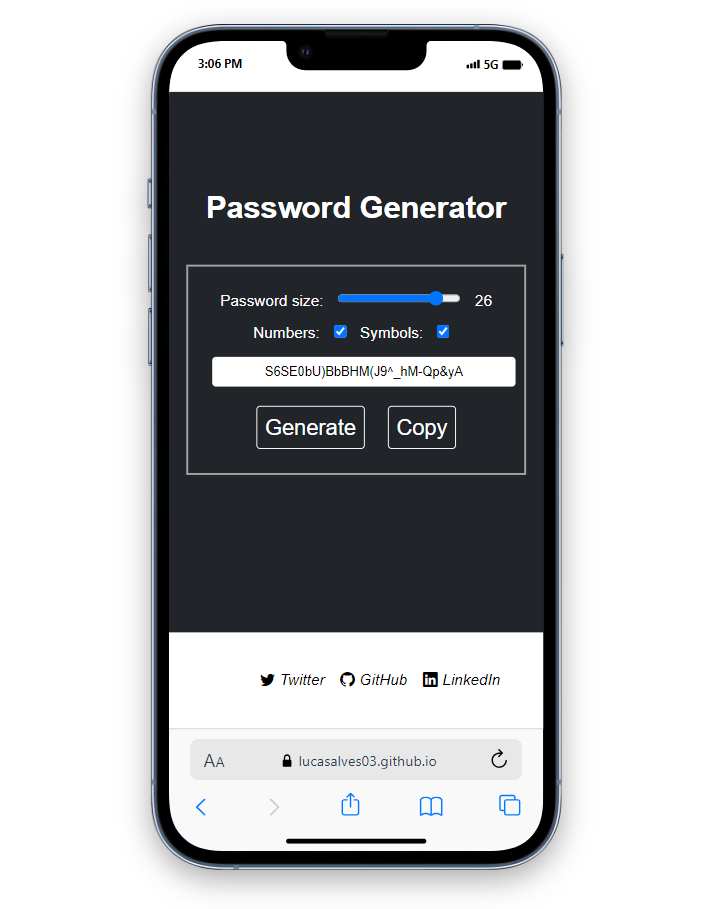 3:06 PM 5G
Password Generator
Password size: 26
Numbers: Symbols:
S6SE0bU)BbBHM(J9^_hM-Qp&yA
Generate Copy
Twitter GitHub LinkedIn
AA lucasalves03.github.io